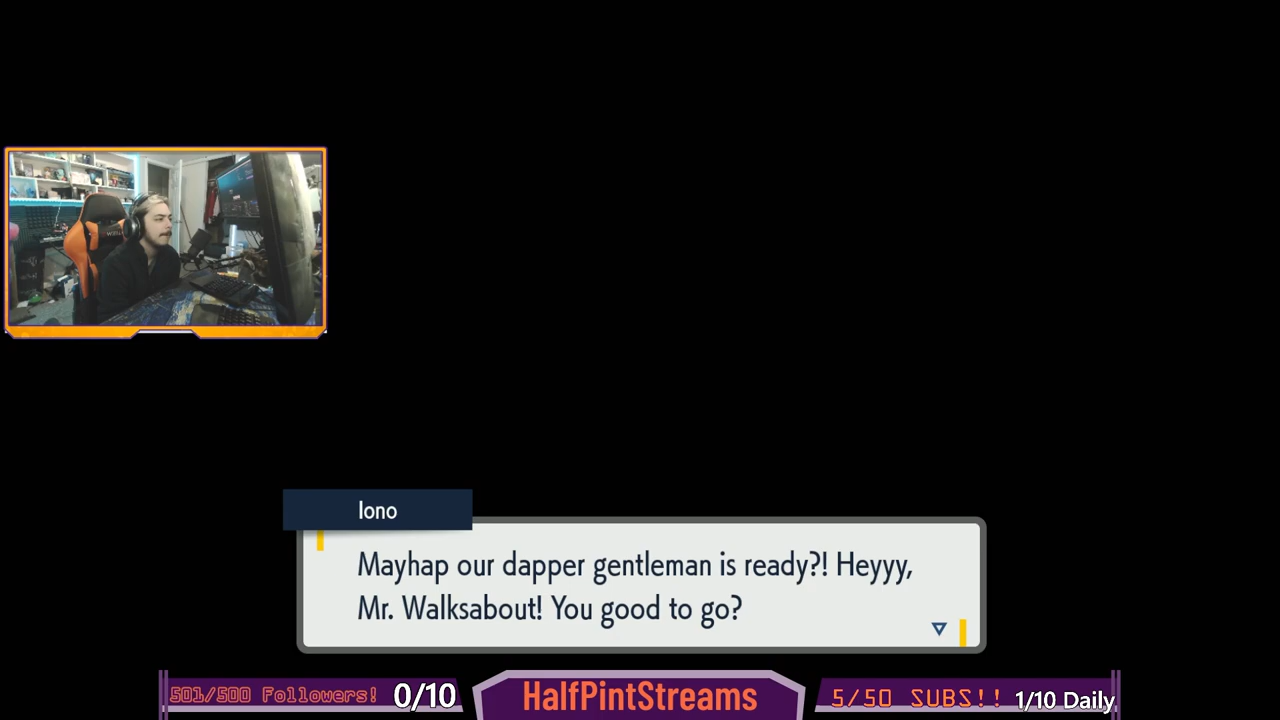 Iono
Mayhap our dapper gentleman is ready?! Heyyy,
Mr. Walksabout! You good to go?
501/500 Followers! 0/10
HalfPintStreams
5/50 SUBS!! 1/10 Daily